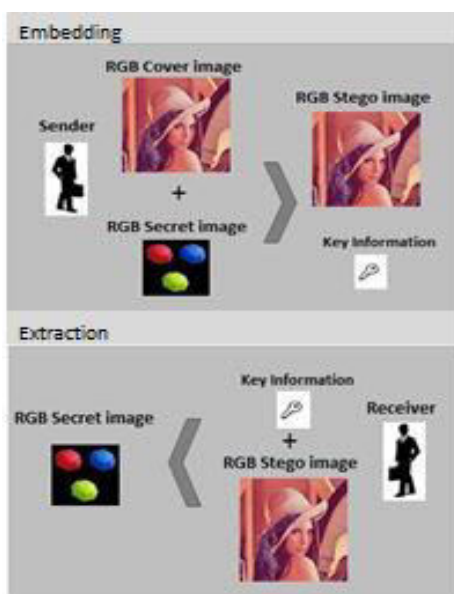 Embedding
RGB Cover image
RGB Stego image
Sender
+
RGB Secret image
Key Information
Extraction
Key Information
RGB Secret image
Receiver
+
RGB Stego image